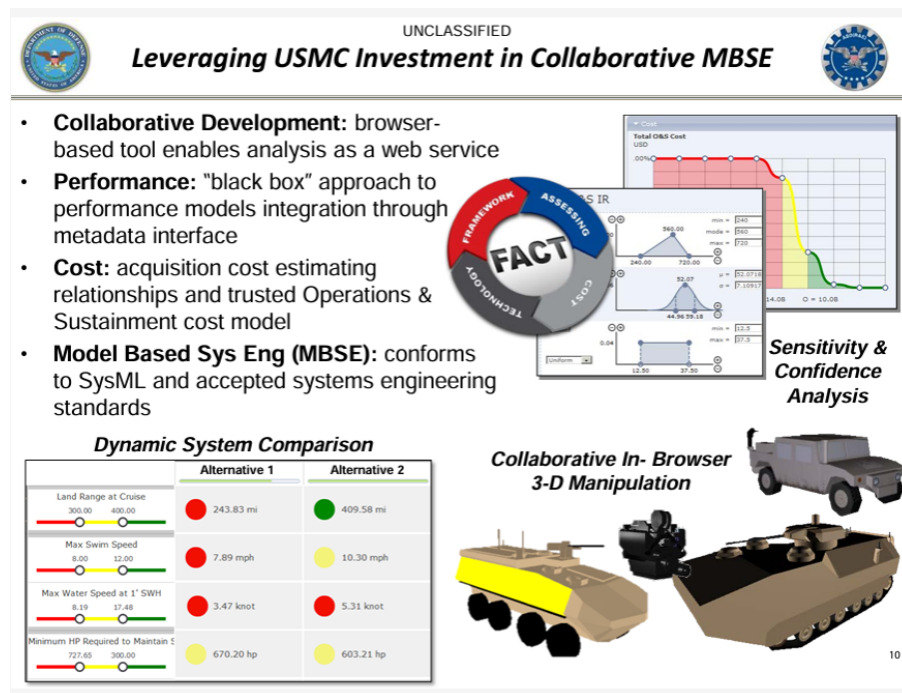 UNCLASSIFIED
Leveraging USMC Investment in Collaborative MBSE
• Collaborative Development: browser-
based tool enables analysis as a web service
• Performance: "black box" approach to
performance models integration through
metadata interface
• Cost: acquisition cost estimating
relationships and trusted Operations &
Sustainment cost model
• Model Based Sys Eng (MBSE): conforms
to SysML and accepted systems engineering
standards
FRAMEWORK
ASSESSING
COST
TECHNOLOGY
FACT
Cost
Total O&S Cost
USD
.00%
14.0B O = 10.0B
AS IR
560.00
240.00 720.00
min = 240
mode = 560
max = 720
52.07
44.96 59.18
μ = 52.0718
σ = 7.10917
0.04
12.50 37.50
min = 12.5
max = 37.5
Uniform
Sensitivity &
Confidence
Analysis
Dynamic System Comparison
Alternative 1 Alternative 2
Land Range at Cruise
300.00 400.00
243.83 mi 409.58 mi
Max Swim Speed
8.00 12.00
7.89 mph 10.30 mph
Max Water Speed at 1' SWH
8.19 17.48
3.47 knot 5.31 knot
Minimum HP Required to Maintain S
727.65 300.00
670.20 hp 603.21 hp
Collaborative In- Browser
3-D Manipulation
10